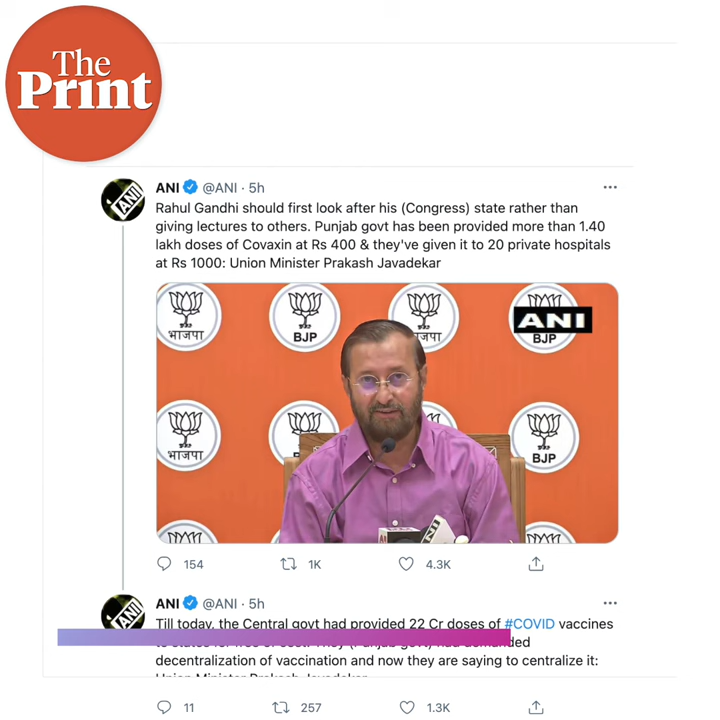 The
Print
ANI @ANI · 5h
Rahul Gandhi should first look after his (Congress) state rather than
giving lectures to others. Punjab govt has been provided more than 1.40
lakh doses of Covaxin at Rs 400 & they've given it to 20 private hospitals
at Rs 1000: Union Minister Prakash Javadekar
भाजपा
BJP
ANI
BJP
भाजपा
BJP
154
1K
4.3K
ANI @ANI · 5h
Till today, the Central govt had provided 22 Cr doses of #COVID vaccines
decentralization of vaccination and now they are saying to centralize it:
Union Minister Prakash Javadekar
11
257
1.3K